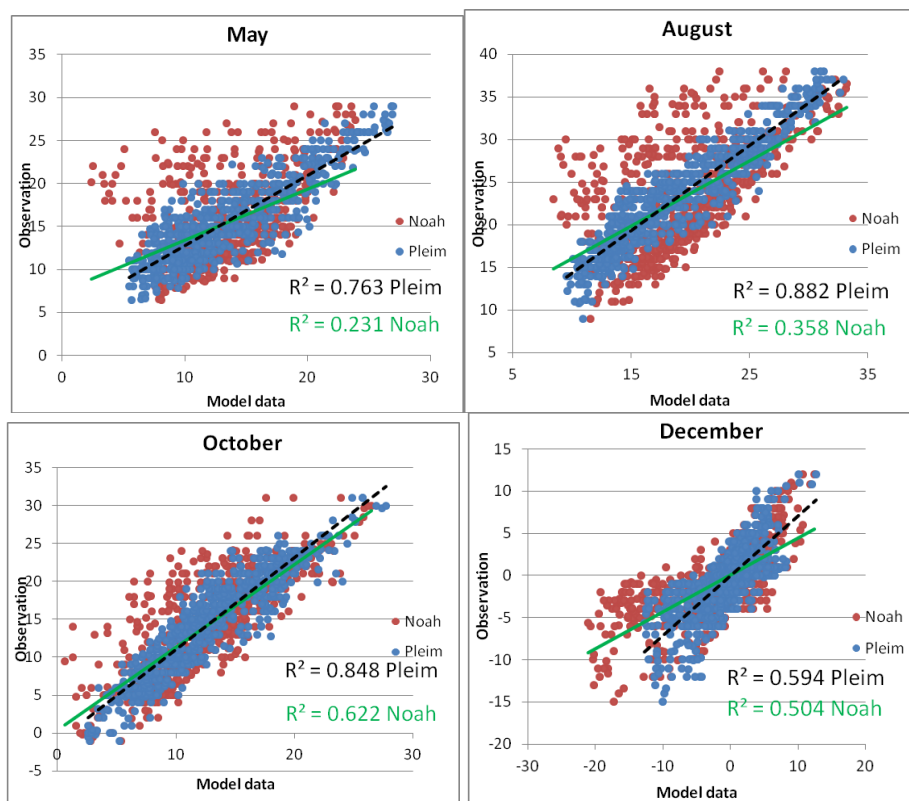 May
35
30
25
20
15
10
5
0
0
10
20
30
Observation
Model data
Noah
Pleim
R² = 0.763 Pleim
R² = 0.231 Noah
August
40
35
30
25
20
15
10
5
5
15
25
35
Observation
Model data
Noah
Pleim
R² = 0.882 Pleim
R² = 0.358 Noah
October
35
30
25
20
15
10
5
0
-5
0
10
20
30
Observation
Model data
Noah
Pleim
R² = 0.848 Pleim
R² = 0.622 Noah
December
15
10
5
0
-5
-10
-15
-20
-30
-20
-10
0
10
20
Observation
Model data
Noah
Pleim
R² = 0.594 Pleim
R² = 0.504 Noah